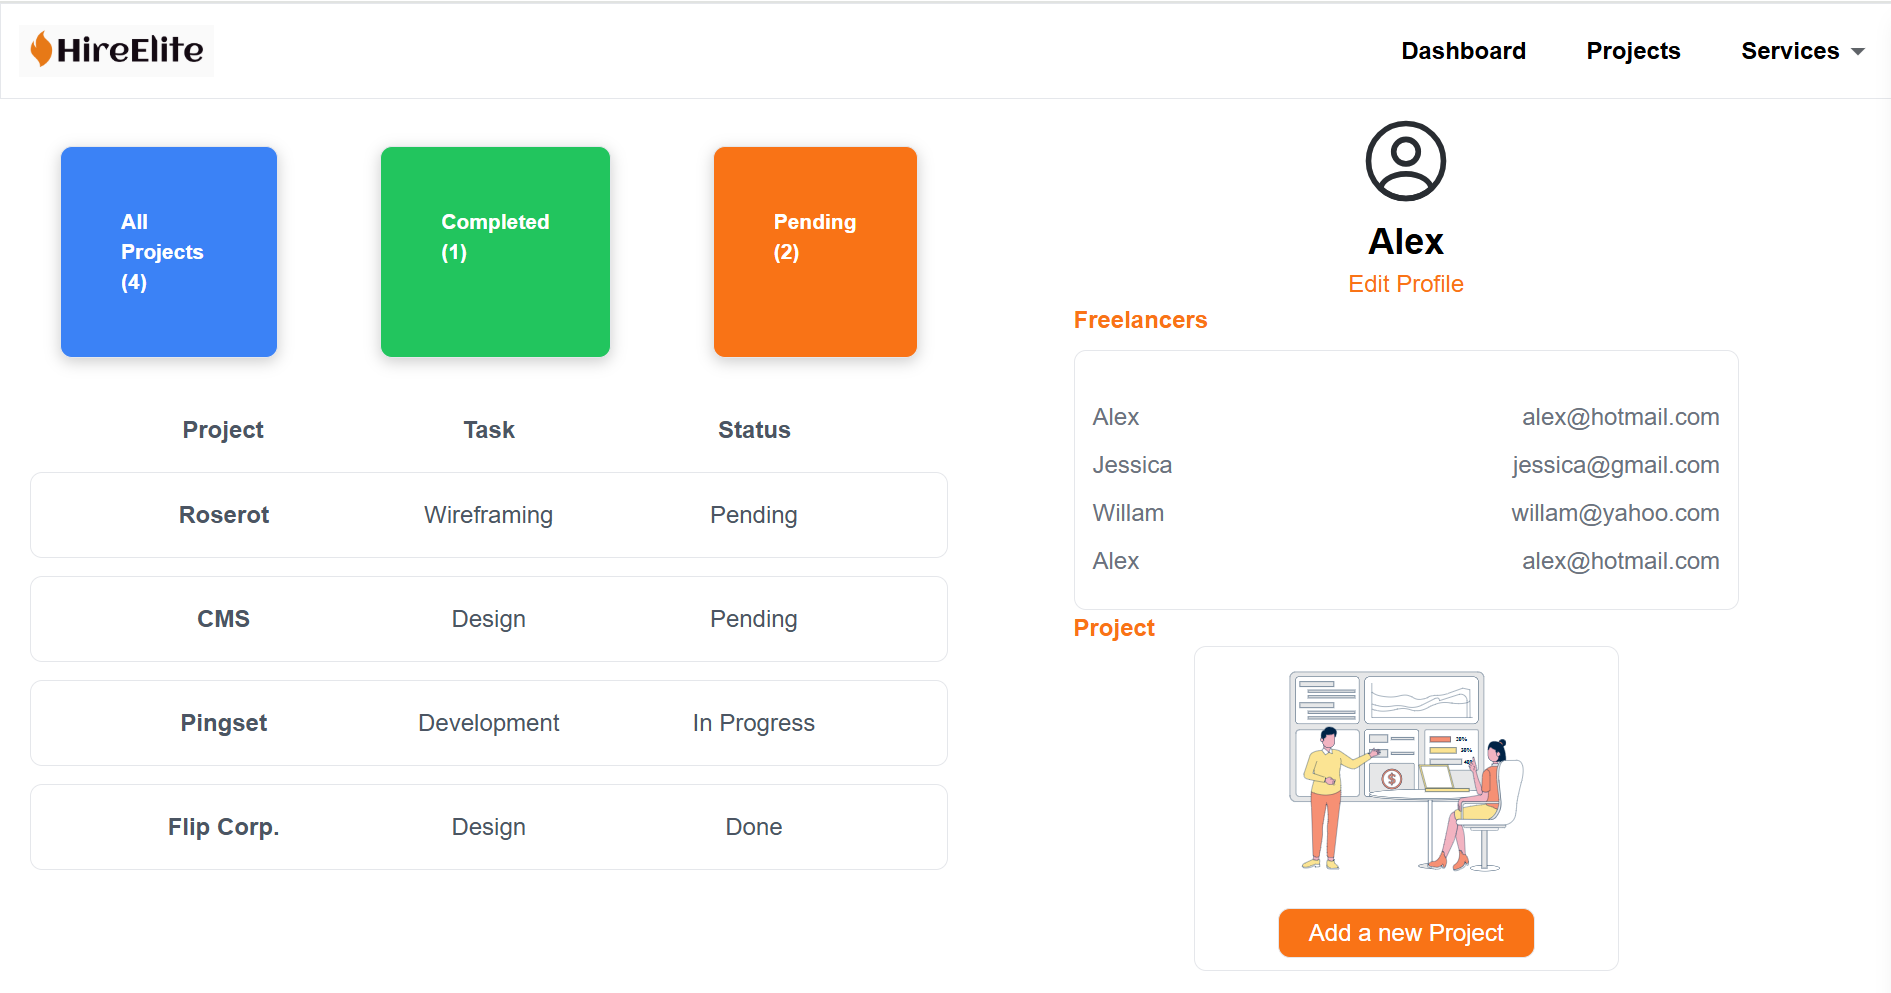 HireElite
Dashboard Projects Services
All
Projects
(4)
Completed
(1)
Pending
(2)
Project Task Status
Roserot Wireframing Pending
CMS Design Pending
Pingset Development In Progress
Flip Corp. Design Done
Alex
Edit Profile
Freelancers
Alex alex@hotmail.com
Jessica jessica@gmail.com
Willam willam@yahoo.com
Alex alex@hotmail.com
Project
Add a new Project